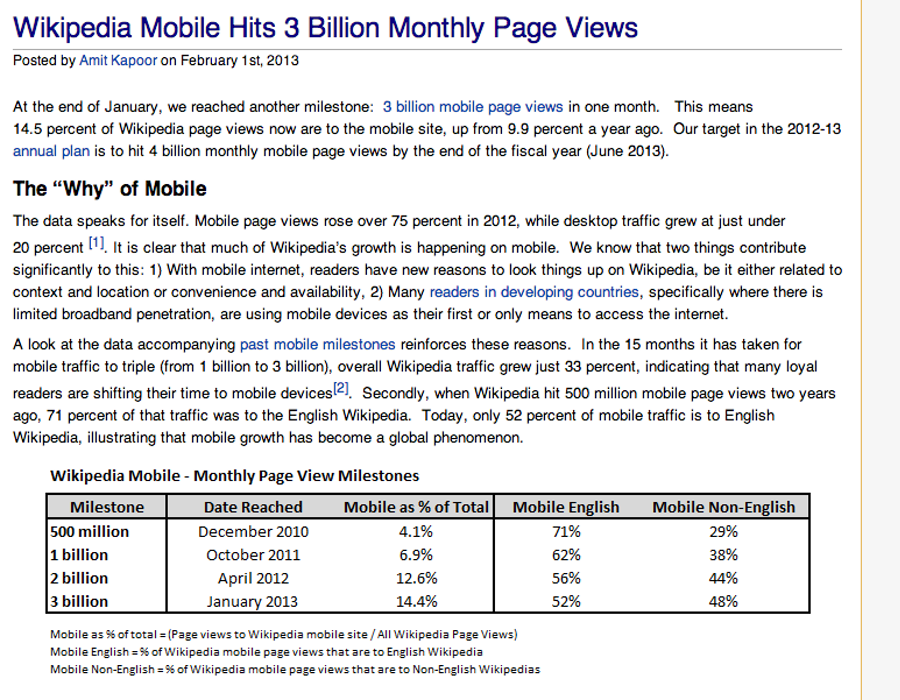 Wikipedia Mobile Hits 3 Billion Monthly Page Views
Posted by Amit Kapoor on February 1st, 2013
At the end of January, we reached another milestone: 3 billion mobile page views in one month. This means
14.5 percent of Wikipedia page views now are to the mobile site, up from 9.9 percent a year ago. Our target in the 2012-13
annual plan is to hit 4 billion monthly mobile page views by the end of the fiscal year (June 2013).
The “Why” of Mobile
The data speaks for itself. Mobile page views rose over 75 percent in 2012, while desktop traffic grew at just under
20 percent [1]. It is clear that much of Wikipedia’s growth is happening on mobile. We know that two things contribute
significantly to this: 1) With mobile internet, readers have new reasons to look things up on Wikipedia, be it either related to
context and location or convenience and availability, 2) Many readers in developing countries, specifically where there is
limited broadband penetration, are using mobile devices as their first or only means to access the internet.
A look at the data accompanying past mobile milestones reinforces these reasons. In the 15 months it has taken for
mobile traffic to triple (from 1 billion to 3 billion), overall Wikipedia traffic grew just 33 percent, indicating that many loyal
readers are shifting their time to mobile devices[2]. Secondly, when Wikipedia hit 500 million mobile page views two years
ago, 71 percent of that traffic was to the English Wikipedia. Today, only 52 percent of mobile traffic is to English
Wikipedia, illustrating that mobile growth has become a global phenomenon.
Wikipedia Mobile - Monthly Page View Milestones
Milestone Date Reached Mobile as % of Total Mobile English Mobile Non-English
500 million December 2010 4.1% 71% 29%
1 billion October 2011 6.9% 62% 38%
2 billion April 2012 12.6% 56% 44%
3 billion January 2013 14.4% 52% 48%
Mobile as % of total = (Page views to Wikipedia mobile site / All Wikipedia Page Views)
Mobile English = % of Wikipedia mobile page views that are to English Wikipedia
Mobile Non-English = % of Wikipedia mobile page views that are to Non-English Wikipedias